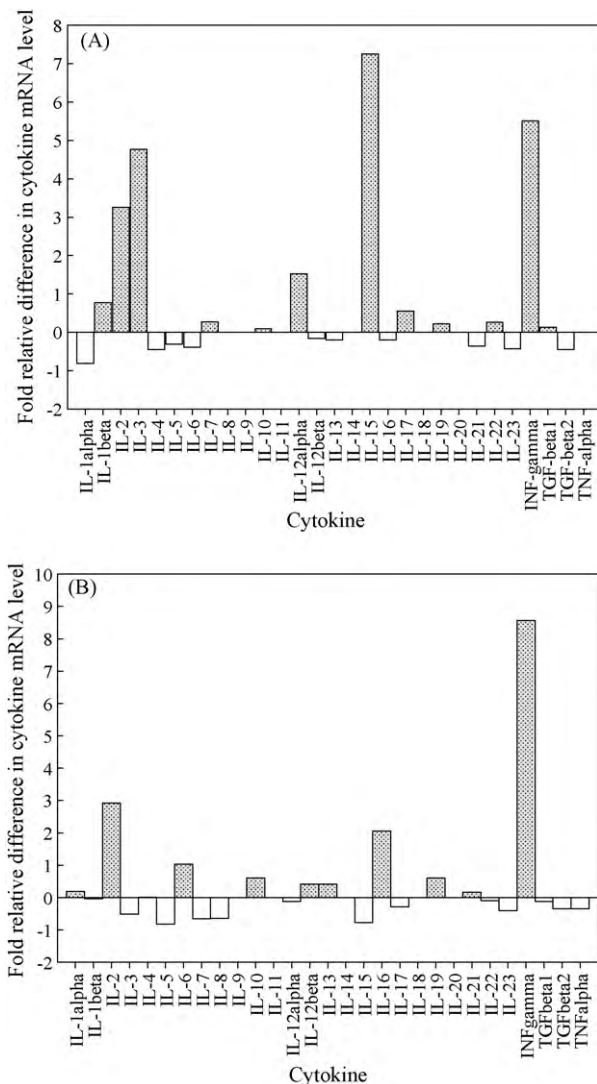 (A)
Fold relative difference in cytokine mRNA level
8
7
6
5
4
3
2
1
0
-1
-2
IL-1alpha
IL-1beta
IL-2
IL-3
IL-4
IL-5
IL-6
IL-7
IL-8
IL-9
IL-10
IL-11
IL-12alpha
IL-12beta
IL-13
IL-14
IL-15
IL-16
IL-17
IL-18
IL-19
IL-20
IL-21
IL-22
IL-23
INF-gamma
TGF-beta1
TGF-beta2
TNF-alpha
Cytokine
(B)
Fold relative difference in cytokine mRNA level
10
9
8
7
6
5
4
3
2
1
0
-1
-2
IL-1alpha
IL-1beta
IL-2
IL-3
IL-4
IL-5
IL-6
IL-7
IL-8
IL-9
IL-10
IL-11
IL-12alpha
IL-12beta
IL-13
IL-14
IL-15
IL-16
IL-17
IL-18
IL-19
IL-20
IL-21
IL-22
IL-23
INFgamma
TGFbeta1
TGFbeta2
TNFalpha
Cytokine